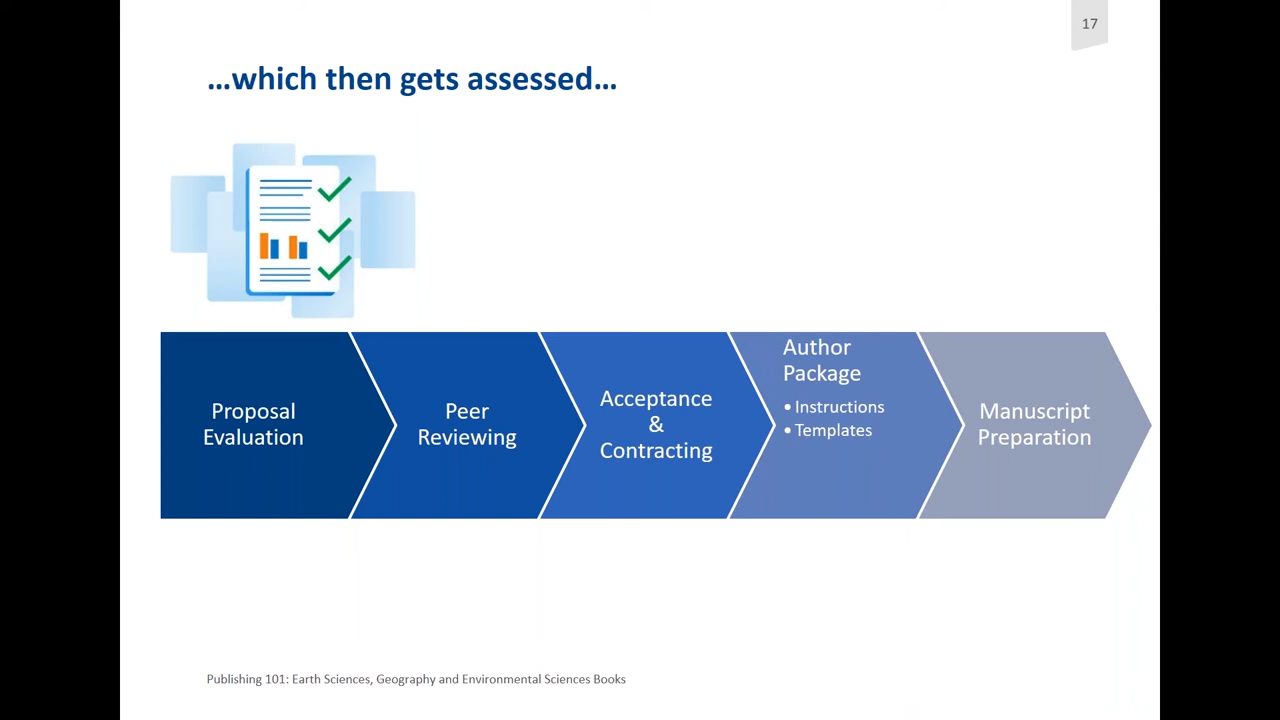 17
…which then gets assessed…
Proposal
Evaluation
Peer
Reviewing
Acceptance
&
Contracting
Author
Package
• Instructions
• Templates
Manuscript
Preparation
Publishing 101: Earth Sciences, Geography and Environmental Sciences Books